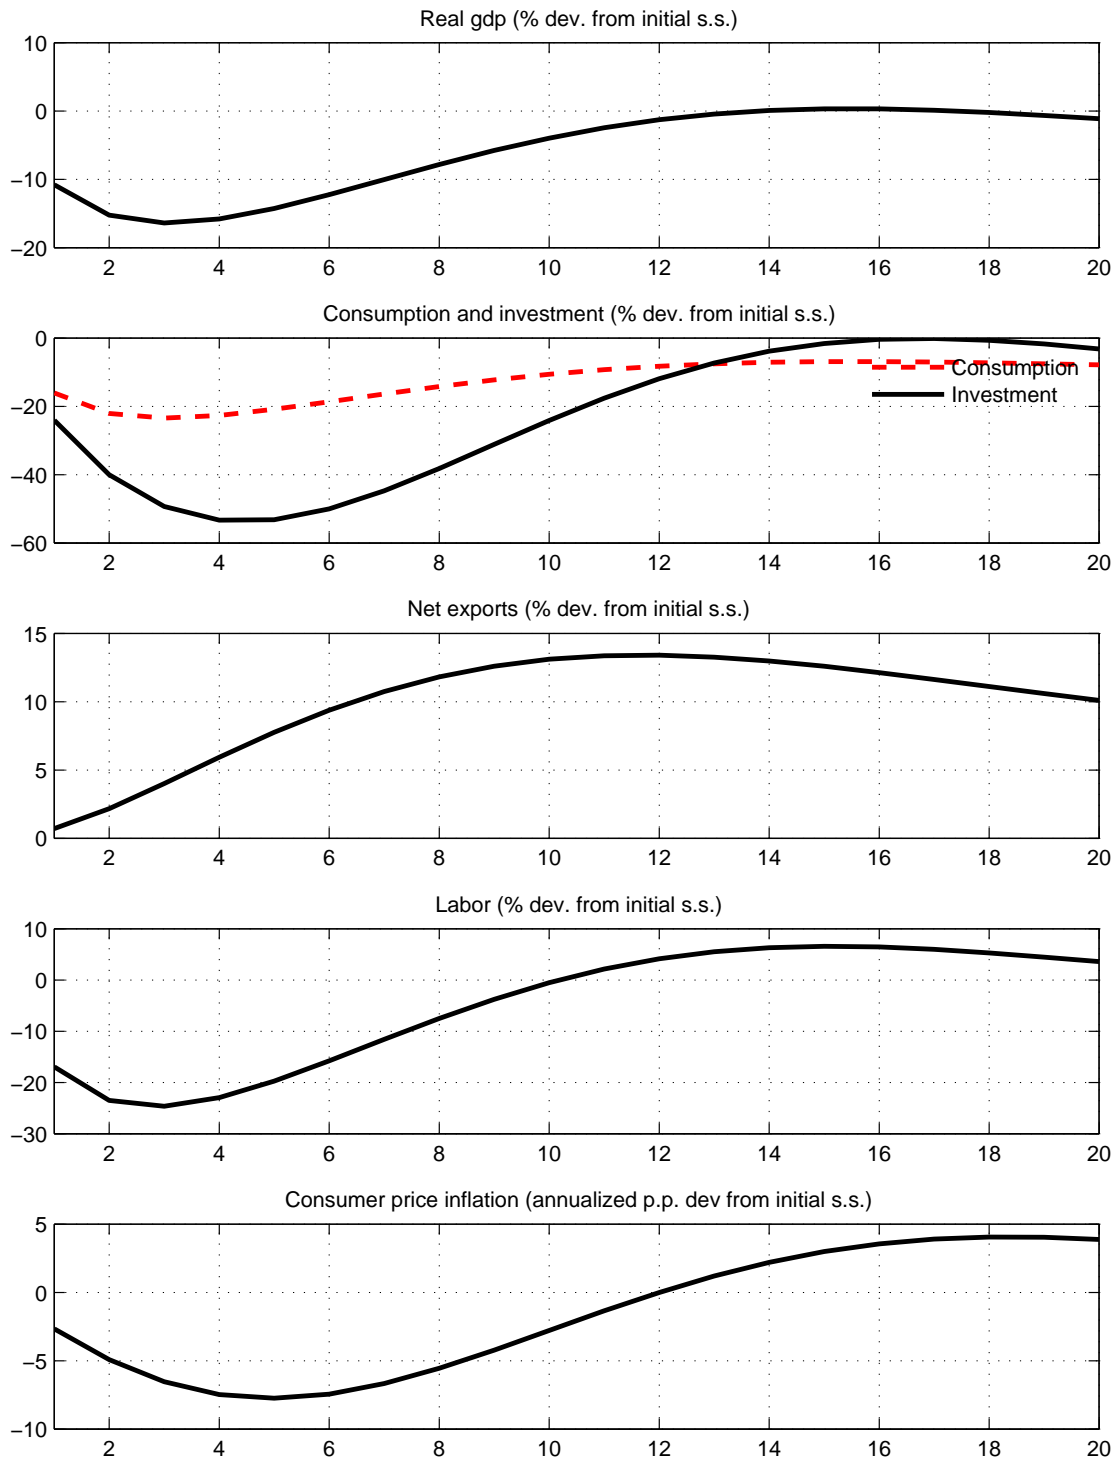 Real gdp (% dev. from initial s.s.)
10
0
−10
−20
2 4 6 8 10 12 14 16 18 20
Consumption and investment (% dev. from initial s.s.)
0
−20
−40
−60
Consumption
Investment
2 4 6 8 10 12 14 16 18 20
Net exports (% dev. from initial s.s.)
15
10
5
0
2 4 6 8 10 12 14 16 18 20
Labor (% dev. from initial s.s.)
10
0
−10
−20
−30
2 4 6 8 10 12 14 16 18 20
Consumer price inflation (annualized p.p. dev from initial s.s.)
5
0
−5
−10
2 4 6 8 10 12 14 16 18 20